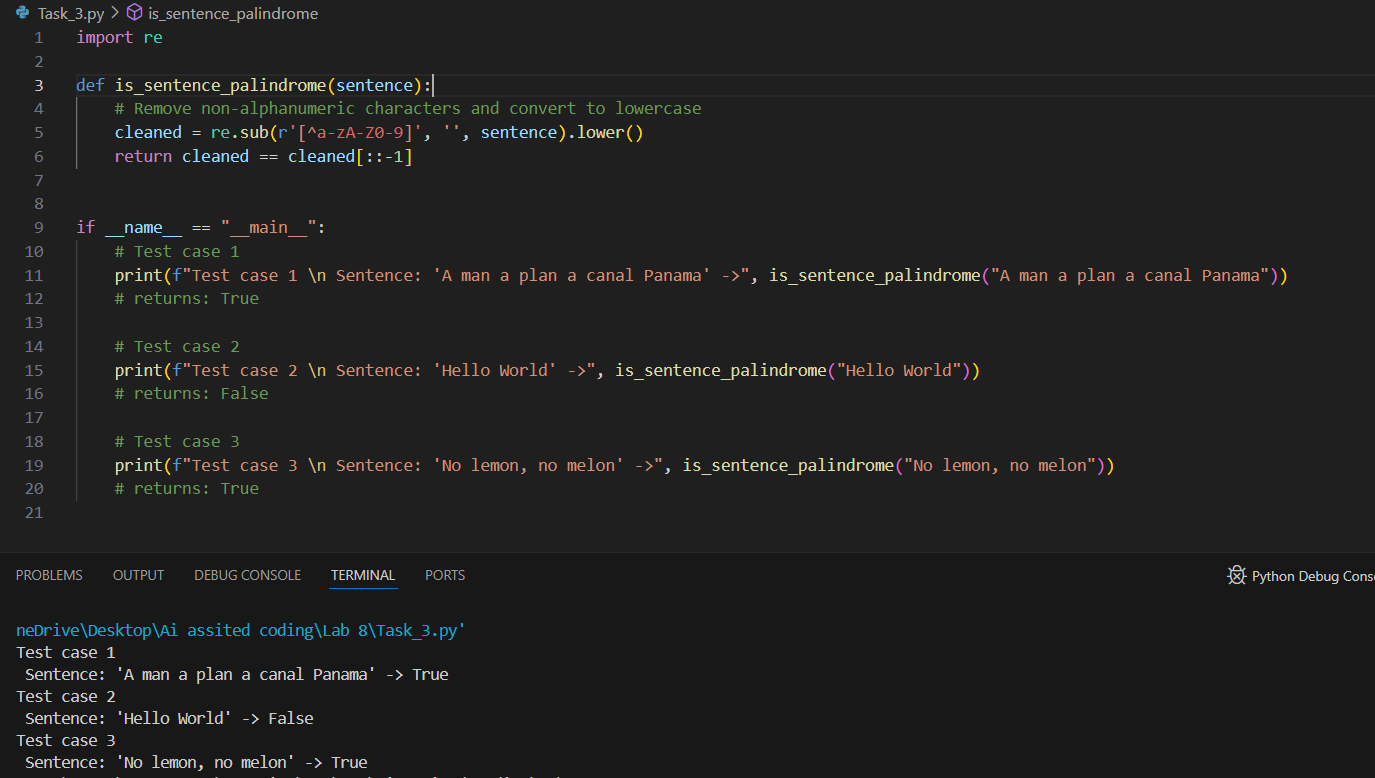 Task_3.py > is_sentence_palindrome
1 import re
2
3 def is_sentence_palindrome(sentence):
4     # Remove non-alphanumeric characters and convert to lowercase
5     cleaned = re.sub(r'[^a-zA-Z0-9]', '', sentence).lower()
6     return cleaned == cleaned[::-1]
7
8
9 if __name__ == "__main__":
10     # Test case 1
11     print(f"Test case 1 \n Sentence: 'A man a plan a canal Panama' ->", is_sentence_palindrome("A man a plan a canal Panama"))
12     # returns: True
13
14     # Test case 2
15     print(f"Test case 2 \n Sentence: 'Hello World' ->", is_sentence_palindrome("Hello World"))
16     # returns: False
17
18     # Test case 3
19     print(f"Test case 3 \n Sentence: 'No lemon, no melon' ->", is_sentence_palindrome("No lemon, no melon"))
20     # returns: True
21
PROBLEMS OUTPUT DEBUG CONSOLE TERMINAL PORTS Python Debug Cons
neDrive\Desktop\Ai assited coding\Lab 8\Task_3.py'
Test case 1
 Sentence: 'A man a plan a canal Panama' -> True
Test case 2
 Sentence: 'Hello World' -> False
Test case 3
 Sentence: 'No lemon, no melon' -> True